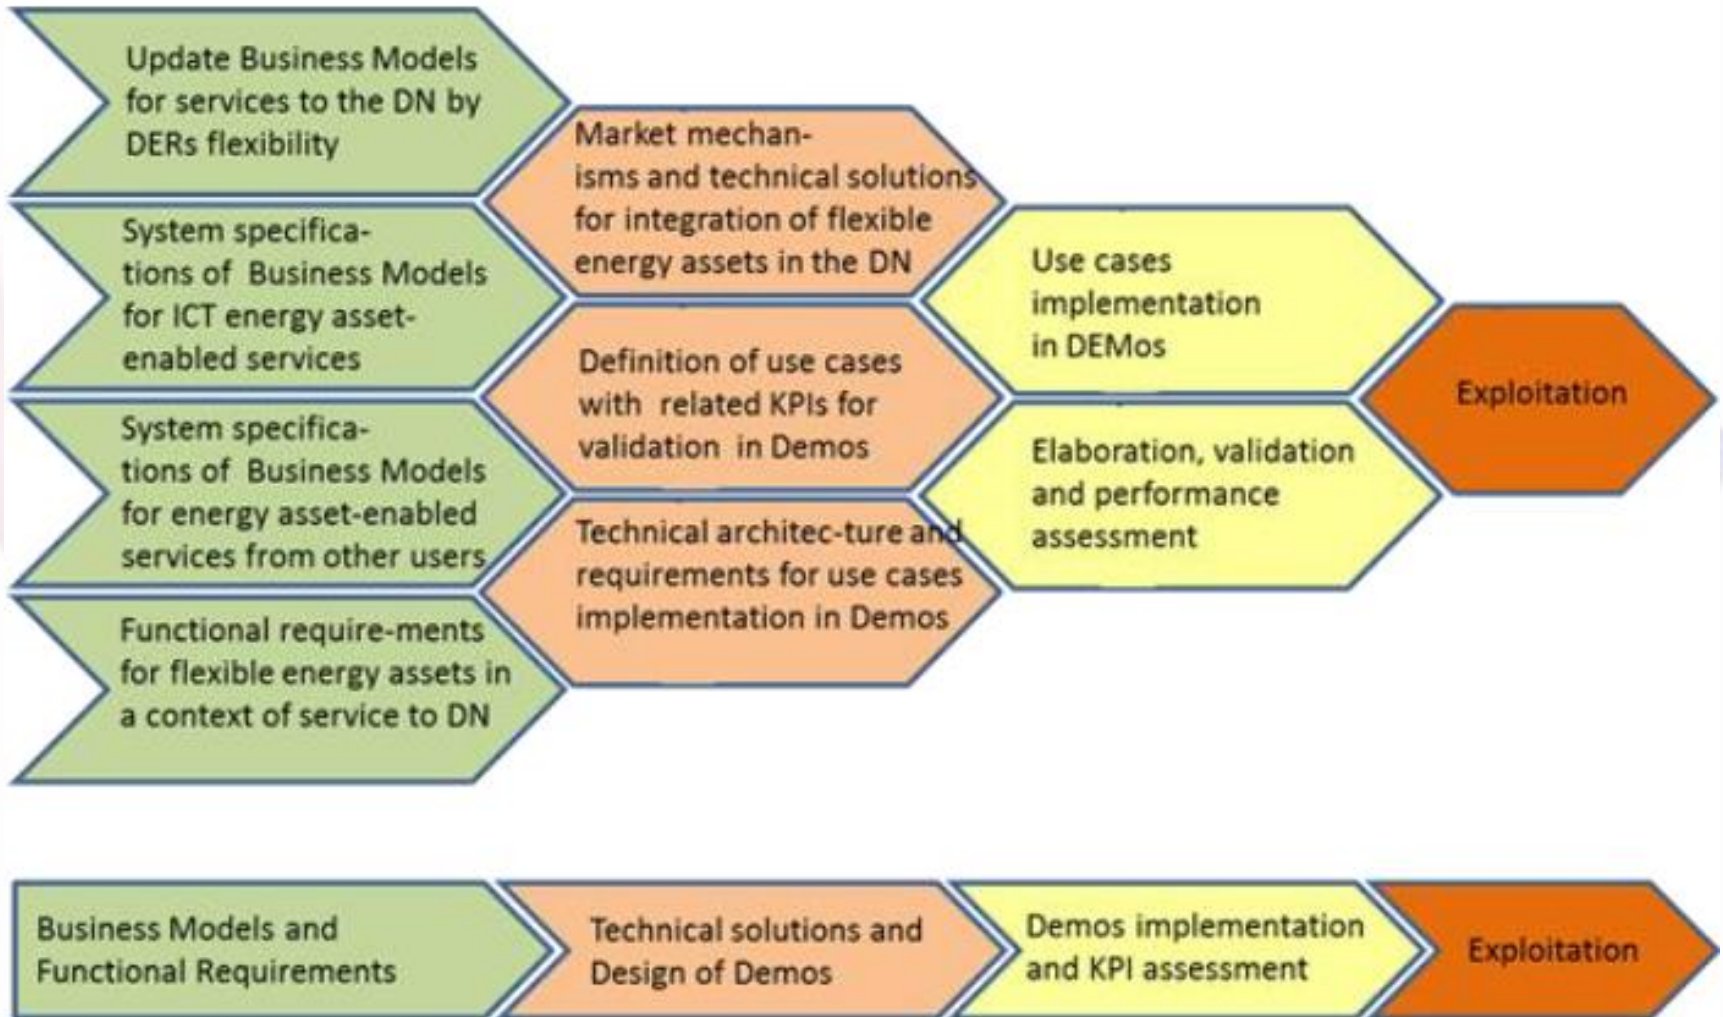 Update Business Models
for services to the DN by
DERs flexibility
System specifica-
tions of Business Models
for ICT energy asset-
enabled services
System specifica-
tions of Business Models
for energy asset-enabled
services from other users
Functional require-ments
for flexible energy assets in
a context of service to DN
Market mechan-
isms and technical solutions
for integration of flexible
energy assets in the DN
Definition of use cases
with related KPIs for
validation in Demos
Technical architec-ture and
requirements for use cases
implementation in Demos
Use cases
implementation
in DEMos
Elaboration, validation
and performance
assessment
Exploitation
Business Models and
Functional Requirements
Technical solutions and
Design of Demos
Demos implementation
and KPI assessment
Exploitation